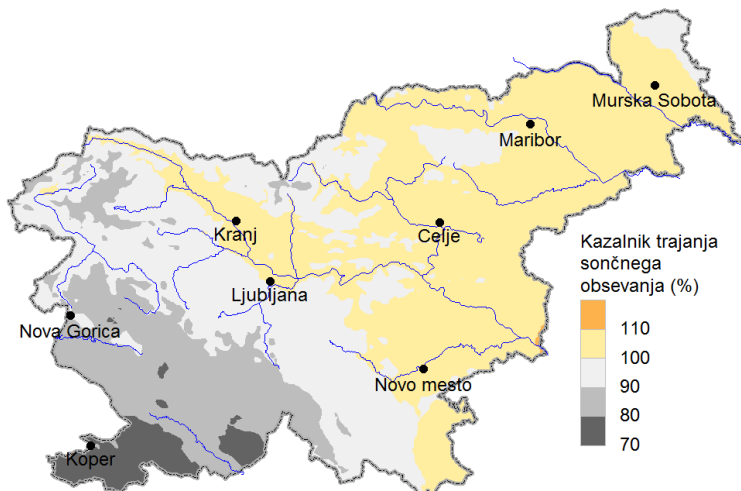 Murska Sobota
Maribor
Kranj
Celje
Ljubljana
Nova Gorica
Novo mesto
Koper
Kazalnik trajanja
sončnega
obsevanja (%)
110
100
90
80
70